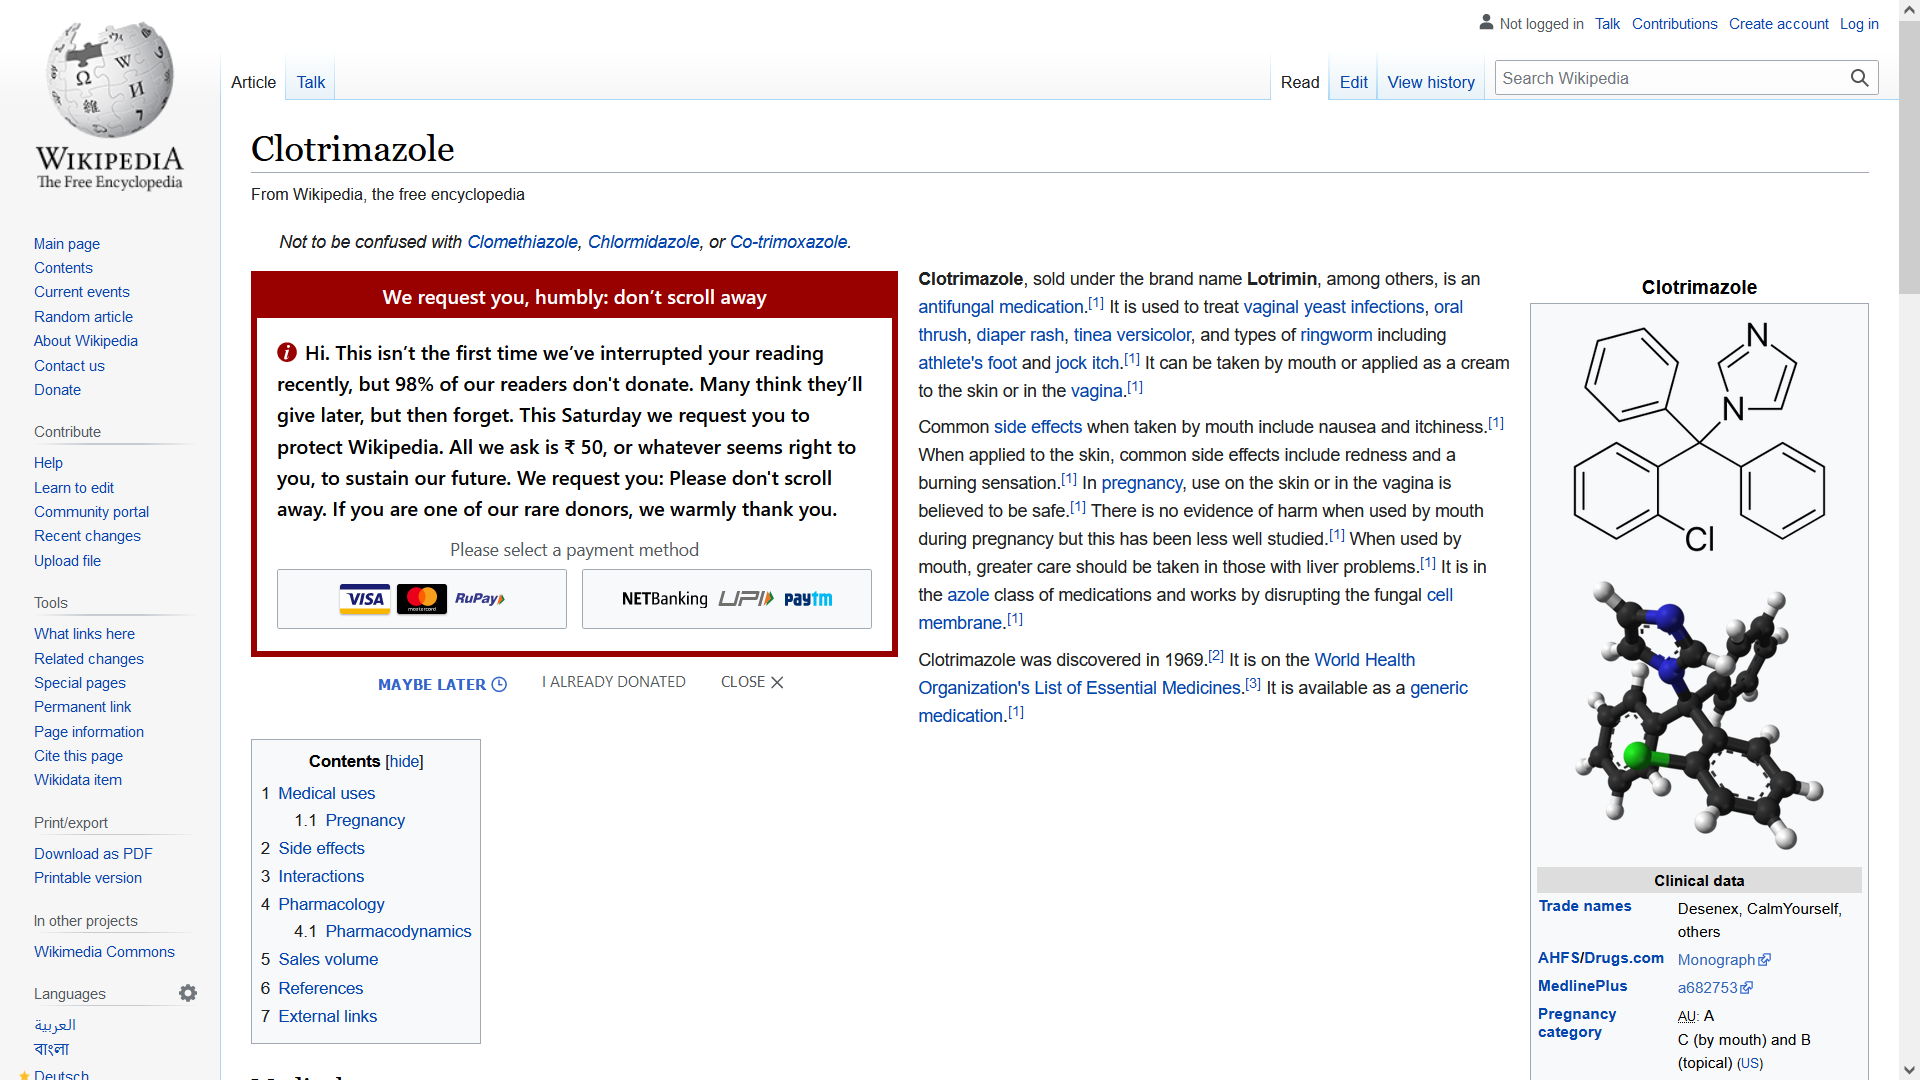 Not logged in Talk Contributions Create account Log in
Article Talk Read Edit View history Search Wikipedia
WIKIPEDIA
The Free Encyclopedia
Main page
Contents
Current events
Random article
About Wikipedia
Contact us
Donate
Contribute
Help
Learn to edit
Community portal
Recent changes
Upload file
Tools
What links here
Related changes
Special pages
Permanent link
Page information
Cite this page
Wikidata item
Print/export
Download as PDF
Printable version
In other projects
Wikimedia Commons
Languages
العربية
বাংলা
Deutsch
Clotrimazole
From Wikipedia, the free encyclopedia
Not to be confused with Clomethiazole, Chlormidazole, or Co-trimoxazole.
We request you, humbly: don’t scroll away
Hi. This isn’t the first time we’ve interrupted your reading
recently, but 98% of our readers don't donate. Many think they’ll
give later, but then forget. This Saturday we request you to
protect Wikipedia. All we ask is ₹ 50, or whatever seems right to
you, to sustain our future. We request you: Please don't scroll
away. If you are one of our rare donors, we warmly thank you.
Please select a payment method
VISA mastercard RuPay NETBanking UPI paytm
MAYBE LATER I ALREADY DONATED CLOSE
Contents [hide]
1 Medical uses
1.1 Pregnancy
2 Side effects
3 Interactions
4 Pharmacology
4.1 Pharmacodynamics
5 Sales volume
6 References
7 External links
Clotrimazole, sold under the brand name Lotrimin, among others, is an
antifungal medication.[1] It is used to treat vaginal yeast infections, oral
thrush, diaper rash, tinea versicolor, and types of ringworm including
athlete's foot and jock itch.[1] It can be taken by mouth or applied as a cream
to the skin or in the vagina.[1]
Common side effects when taken by mouth include nausea and itchiness.[1]
When applied to the skin, common side effects include redness and a
burning sensation.[1] In pregnancy, use on the skin or in the vagina is
believed to be safe.[1] There is no evidence of harm when used by mouth
during pregnancy but this has been less well studied.[1] When used by
mouth, greater care should be taken in those with liver problems.[1] It is in
the azole class of medications and works by disrupting the fungal cell
membrane.[1]
Clotrimazole was discovered in 1969.[2] It is on the World Health
Organization's List of Essential Medicines.[3] It is available as a generic
medication.[1]
Clotrimazole
N
N
Cl
Clinical data
Trade names Desenex, CalmYourself,
others
AHFS/Drugs.com Monograph
MedlinePlus a682753
Pregnancy
category
AU: A
C (by mouth) and B
(topical) (US)